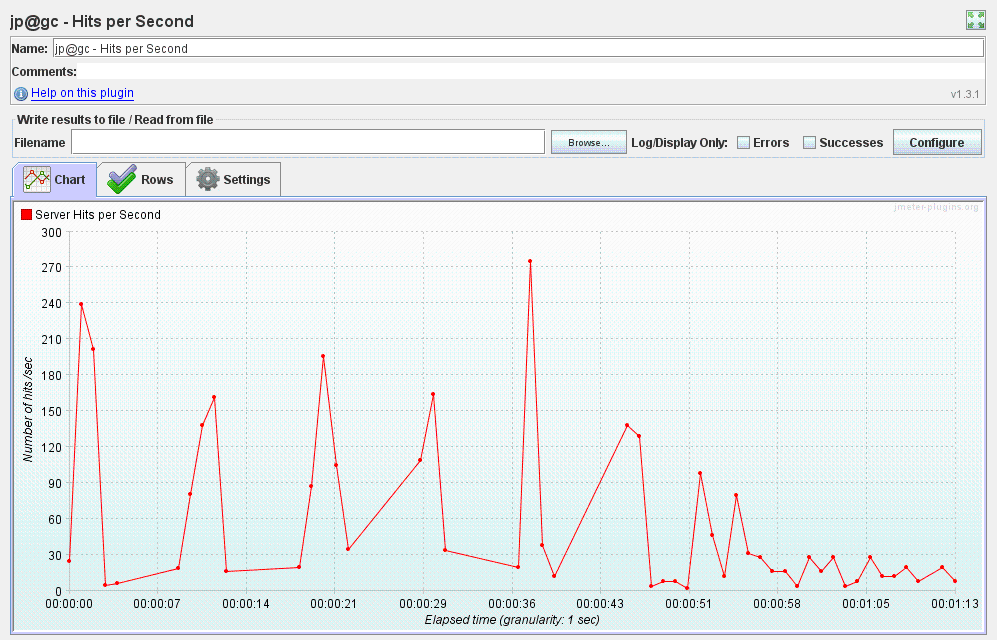 jp@gc - Hits per Second
Name: jp@gc - Hits per Second
Comments:
Help on this plugin
v1.3.1
Write results to file / Read from file
Filename Browse... Log/Display Only: Errors Successes Configure
Chart Rows Settings
jmeter-plugins.org
Server Hits per Second
300
270
240
210
180
150
120
90
60
30
0
Number of hits /sec
00:00:00 00:00:07 00:00:14 00:00:21 00:00:29 00:00:36 00:00:43 00:00:51 00:00:58 00:01:05 00:01:13
Elapsed time (granularity: 1 sec)